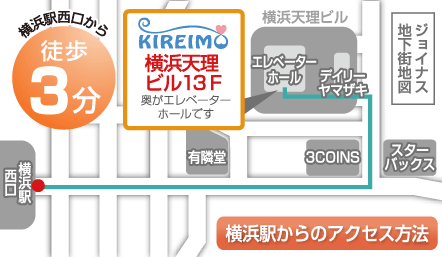 横浜駅西口から
徒歩
3分
KIREIMO
横浜天理
ビル13F
奥がエレベーター
ホールです
横浜天理ビル
エレベーター
ホール
デイリー
ヤマザキ
ジョイナス
地下街地図
有隣堂
3COINS
スター
バックス
横浜駅
西口
横浜駅からのアクセス方法